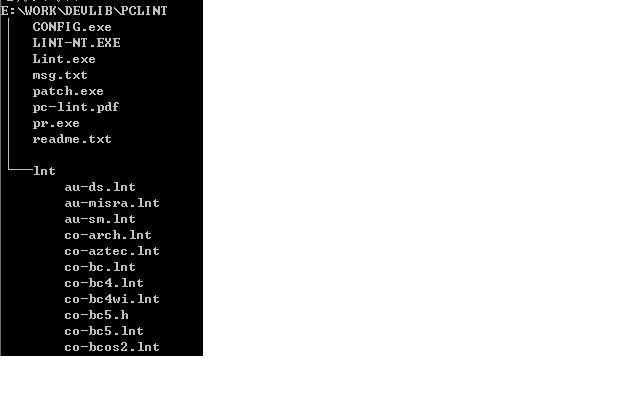 E:\WORK\DEVLIB\PCLINT
CONFIG.exe
LINT-NT.EXE
Lint.exe
msg.txt
patch.exe
pc-lint.pdf
pr.exe
readme.txt
lnt
au-ds.lnt
au-misra.lnt
au-sm.lnt
co-arch.lnt
co-aztec.lnt
co-bc.lnt
co-bc4.lnt
co-bc4wi.lnt
co-bc5.h
co-bc5.lnt
co-bcos2.lnt